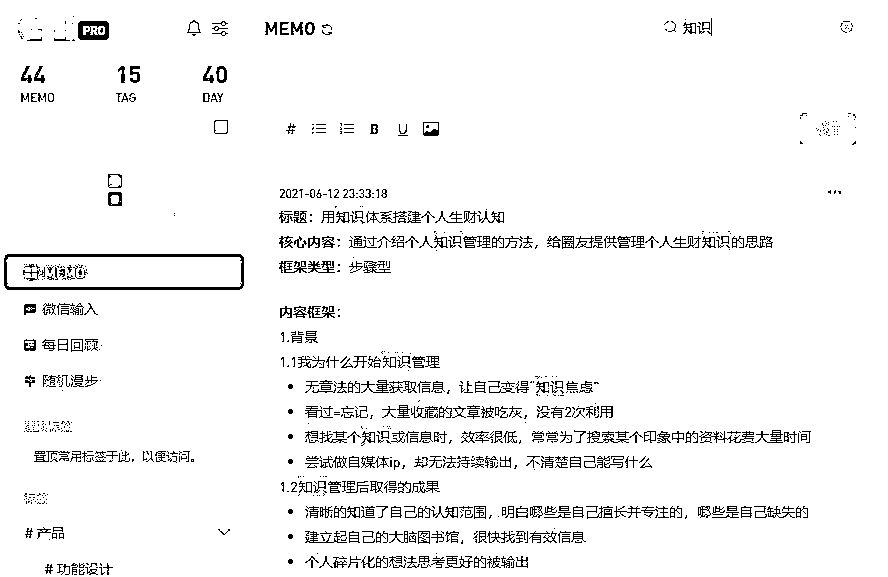 PRO
MEMO
知识
44
15
40
MEMO
TAG
DAY
# B U
MEMO
微信输入
每日回顾
随机漫步
置顶常用标签于此，以便访问。
标签
# 产品
# 功能设计
2021-06-12 23:33:18
标题：用知识体系搭建个人生财认知
核心内容：通过介绍个人知识管理的方法，给圈友提供管理个人生财知识的思路
框架类型：步骤型
内容框架：
1.背景
1.1我为什么开始知识管理
• 无章法的大量获取信息，让自己变得“知识焦虑”
• 看过=忘记，大量收藏的文章被吃灰，没有2次利用
• 想找某个知识或信息时，效率很低，常常为了搜索某个印象中的资料花费大量时间
• 尝试做自媒体ip，却无法持续输出，不清楚自己能写什么
1.2知识管理后取得的成果
• 清晰的知道了自己的认知范围，明白哪些是自己擅长并专注的，哪些是自己缺失的
• 建立起自己的大脑图书馆，很快找到有效信息
• 个人碎片化的想法思考更好的被输出